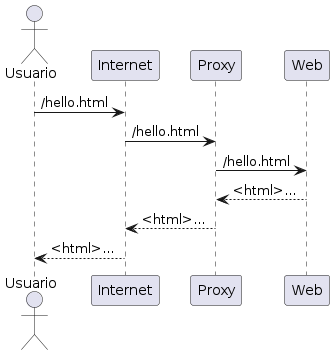 Usuario
Internet
Proxy
Web
/hello.html
/hello.html
/hello.html
<html>...
<html>...
<html>...
Usuario
Internet
Proxy
Web